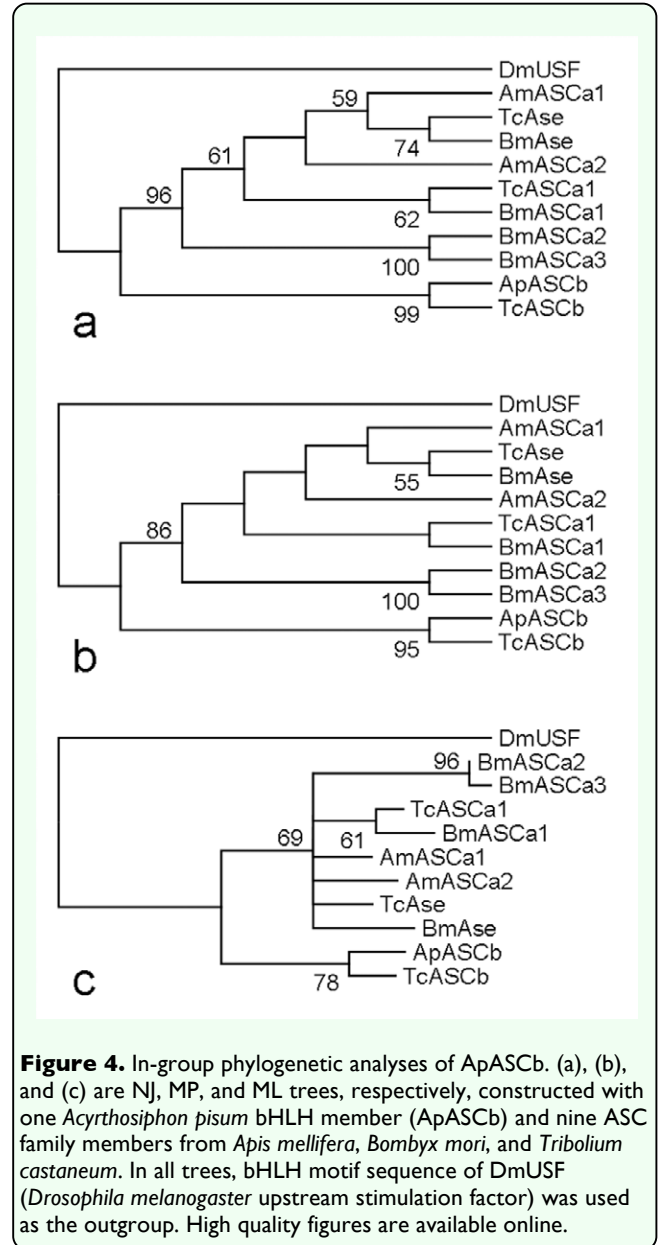 DmUSF
59
AmASCa1
TcAse
BmAse
74
61
AmASCa2
TcASCa1
96
BmASCa1
62
BmASCa2
BmASCa3
100
ApASCb
TcASCb
99
a
DmUSF
AmASCa1
TcAse
BmAse
55
AmASCa2
TcASCa1
86
BmASCa1
BmASCa2
BmASCa3
100
ApASCb
TcASCb
95
b
DmUSF
96 BmASCa2
BmASCa3
TcASCa1
69
61
BmASCa1
AmASCa1
AmASCa2
TcAse
BmAse
ApASCb
TcASCb
78
c
Figure 4. In-group phylogenetic analyses of ApASCb. (a), (b),
and (c) are NJ, MP, and ML trees, respectively, constructed with
one Acyrthosiphon pisum bHLH member (ApASCb) and nine ASC
family members from Apis mellifera, Bombyx mori, and Tribolium
castaneum. In all trees, bHLH motif sequence of DmUSF
(Drosophila melanogaster upstream stimulation factor) was used
as the outgroup. High quality figures are available online.